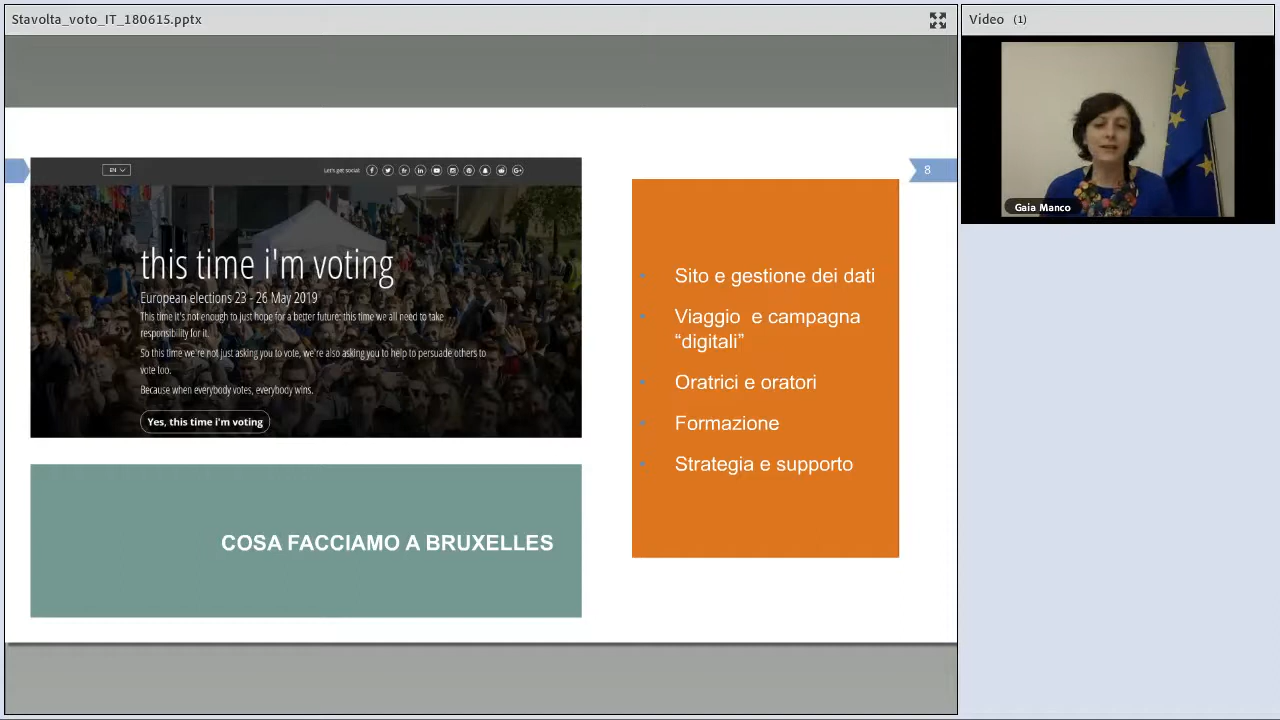 Stavolta_voto_IT_180615.pptx
Video (1)
Gaia Manco
8
EN
Let's get social
this time i'm voting
European elections 23 - 26 May 2019
This time it's not enough to just hope for a better future: this time we all need to take
responsibility for it.
So this time we're not just asking you to vote, we're also asking you to help to persuade others to
vote too.
Because when everybody votes, everybody wins.
Yes, this time i'm voting
COSA FACCIAMO A BRUXELLES
Sito e gestione dei dati
Viaggio e campagna
“digitali”
Oratrici e oratori
Formazione
Strategia e supporto